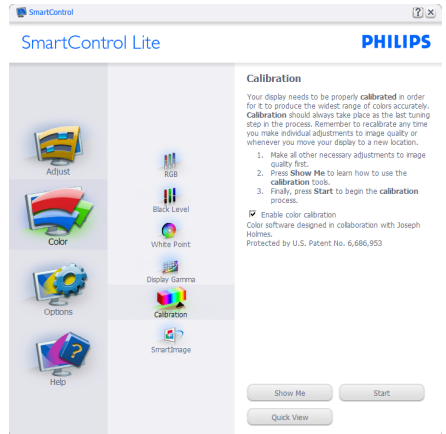 SmartControl
SmartControl Lite
PHILIPS
Adjust
Color
Options
Help
RGB
Black Level
White Point
Display Gamma
Calibration
SmartImage
Calibration
Your display needs to be properly calibrated in order
for it to produce the widest range of colors accurately.
Calibration should always take place as the last tuning
step in the process. Remember to recalibrate any time
you make individual adjustments to image quality or
whenever you move your display to a new location.
1. Make all other necessary adjustments to image
quality first.
2. Press Show Me to learn how to use the
calibration tools.
3. Finally, press Start to begin the calibration
process.
Enable color calibration
Color software designed in collaboration with Joseph
Holmes.
Protected by U.S. Patent No. 6,686,953
Show Me
Start
Quick View